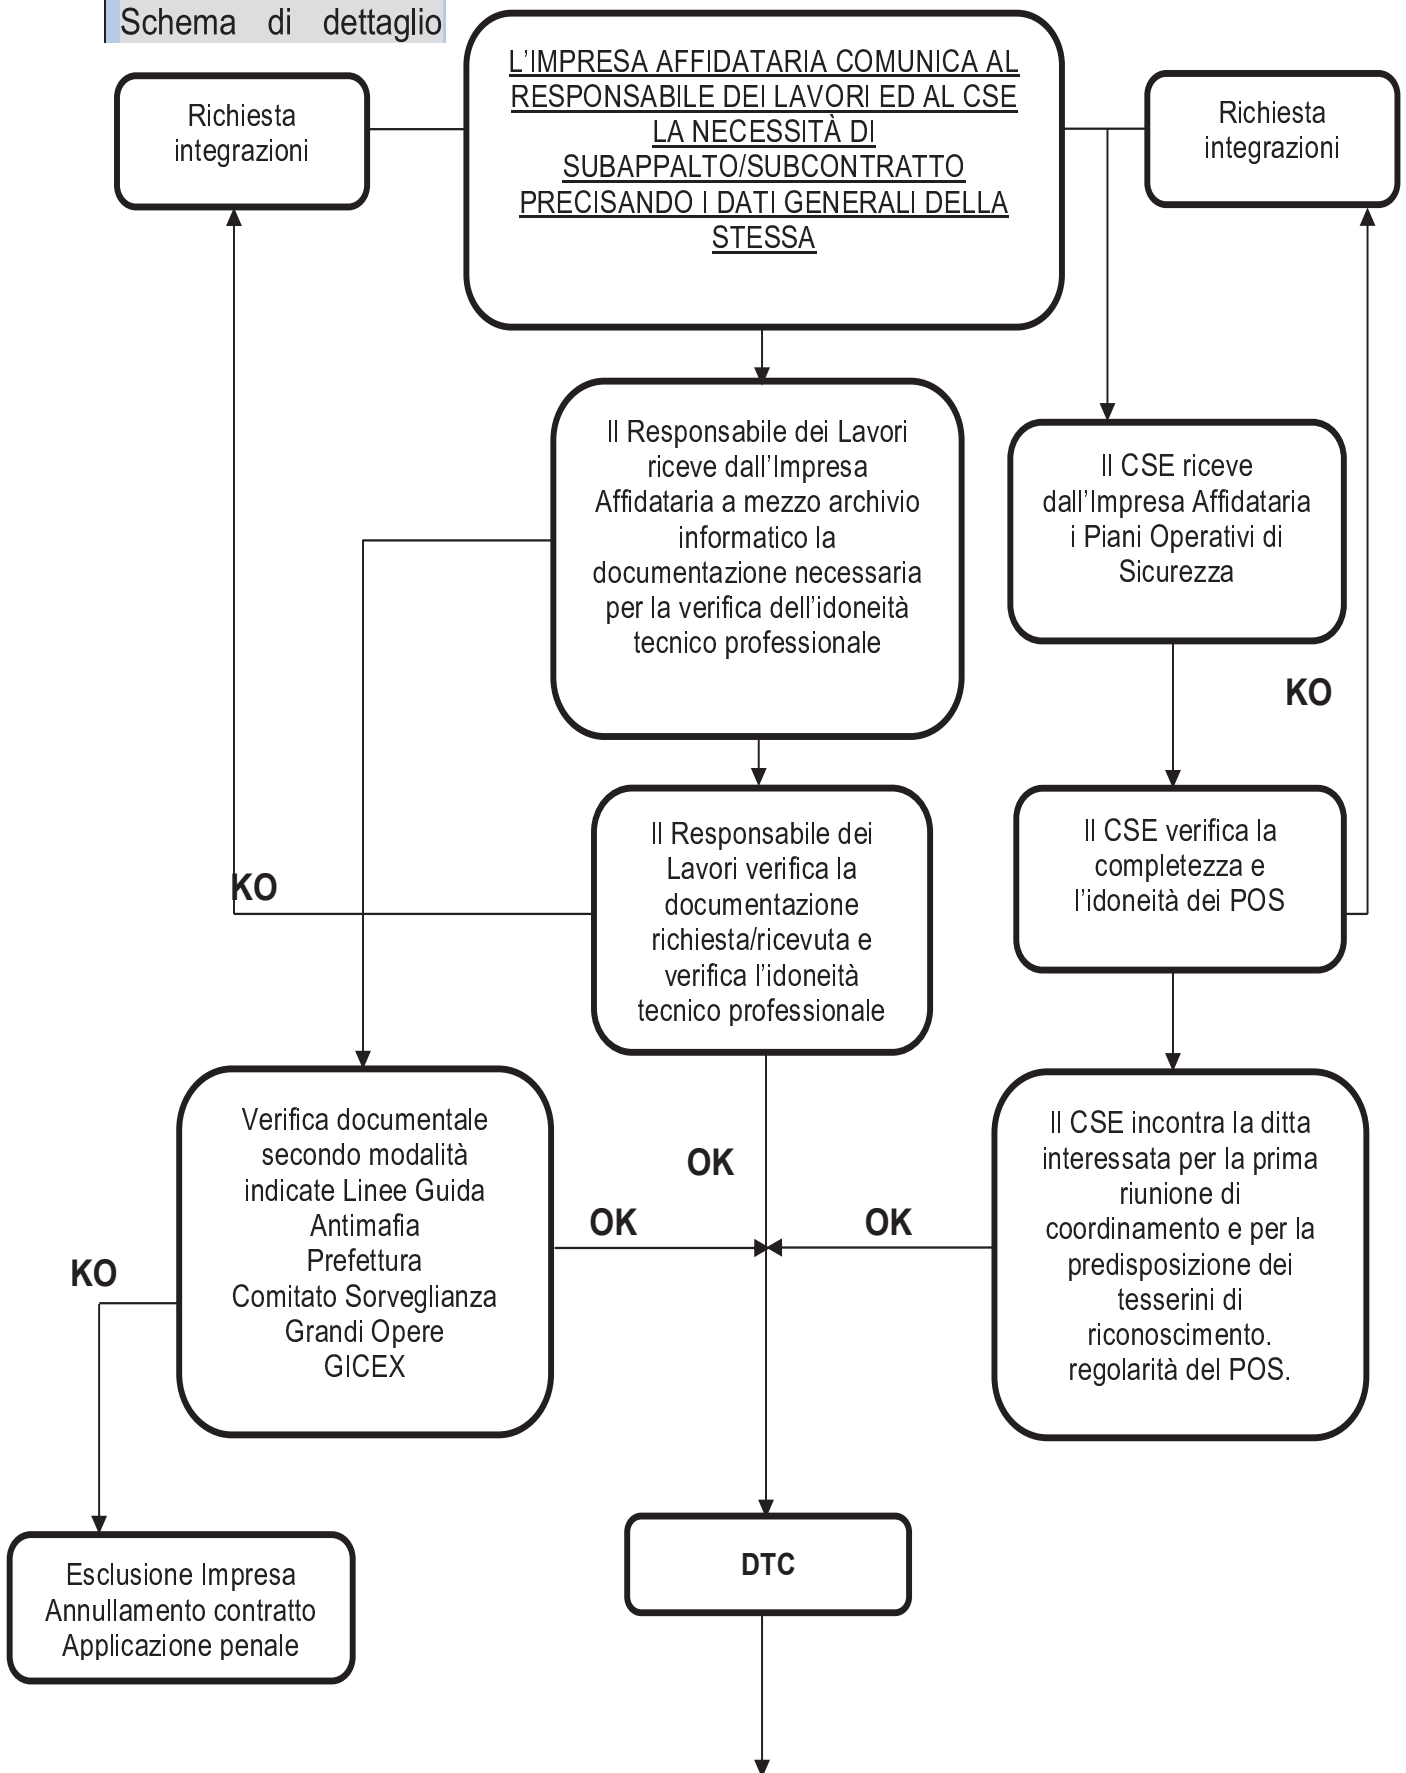 Schema di dettaglio
L'IMPRESA AFFIDATARIA COMUNICA AL
RESPONSABILE DEI LAVORI ED AL CSE
LA NECESSITÀ DI
SUBAPPALTO/SUBCONTRATTO
PRECISANDO I DATI GENERALI DELLA
STESSA
Richiesta
integrazioni
Richiesta
integrazioni
Il Responsabile dei Lavori
riceve dall'Impresa
Affidataria a mezzo archivio
informatico la
documentazione necessaria
per la verifica dell'idoneità
tecnico professionale
Il CSE riceve
dall'Impresa Affidataria
i Piani Operativi di
Sicurezza
KO
Il Responsabile dei
Lavori verifica la
documentazione
richiesta/ricevuta e
verifica l'idoneità
tecnico professionale
Il CSE verifica la
completezza e
l'idoneità dei POS
KO
Verifica documentale
secondo modalità
indicate Linee Guida
Antimafia
Prefettura
Comitato Sorveglianza
Grandi Opere
GICEX
OK
OK
OK
Il CSE incontra la ditta
interessata per la prima
riunione di
coordinamento e per la
predisposizione dei
tesserini di
riconoscimento.
regolarità del POS.
KO
Esclusione Impresa
Annullamento contratto
Applicazione penale
DTC